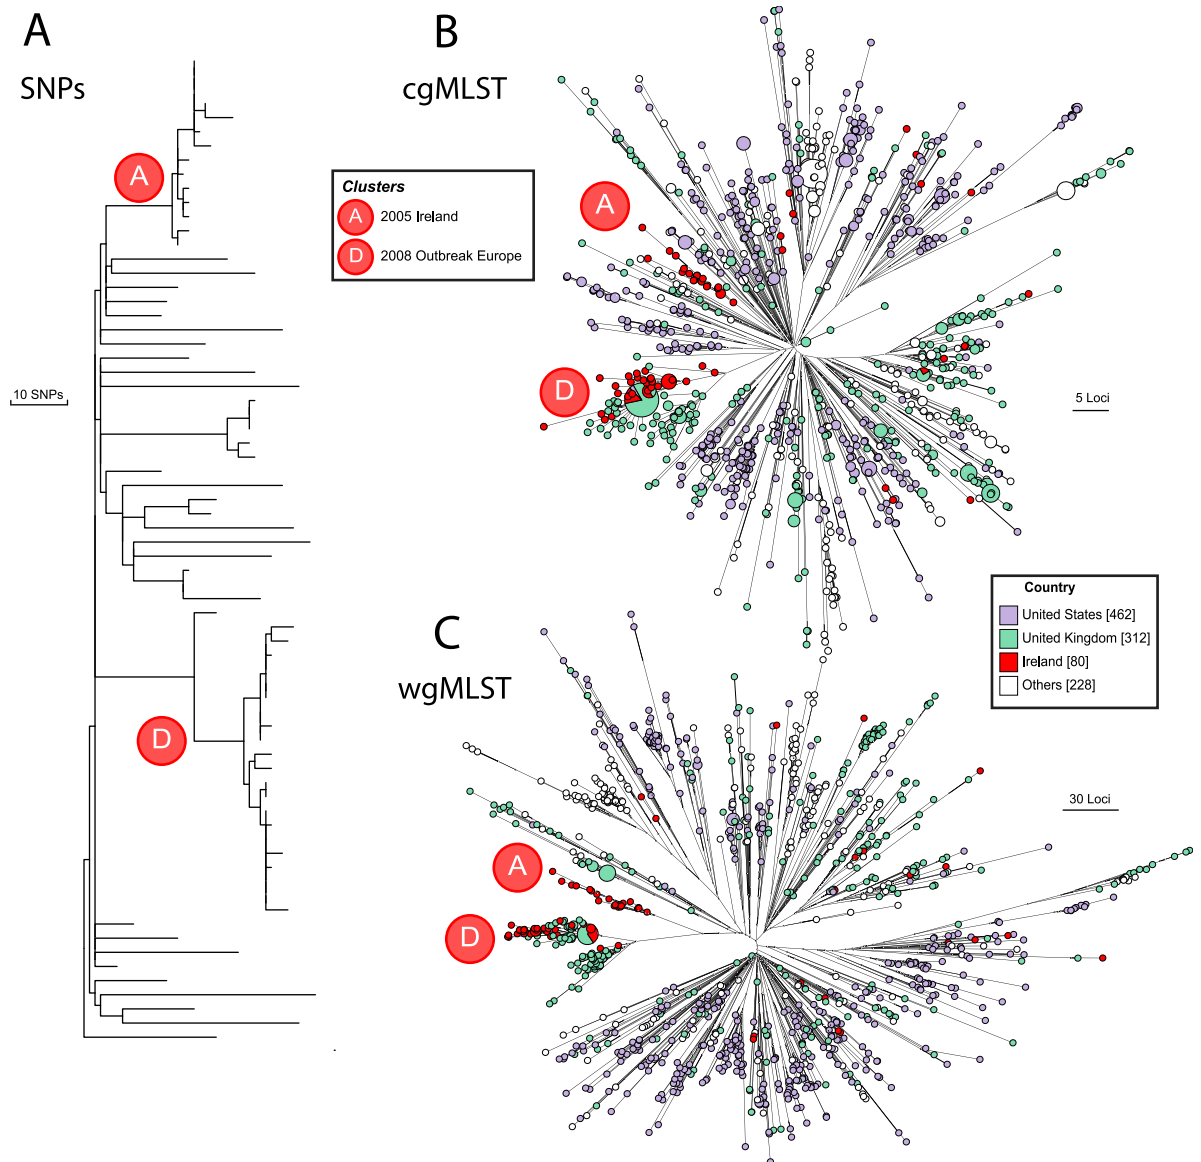 A
SNPs
A
10 SNPs
D
Clusters
A 2005 Ireland
D 2008 Outbreak Europe
B
cgMLST
A
D
5 Loci
Country
United States [462]
United Kingdom [312]
Ireland [80]
Others [228]
C
wgMLST
A
D
30 Loci